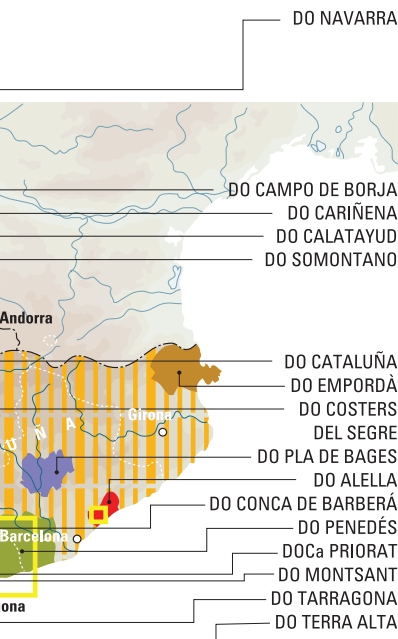 DO NAVARRA
DO CAMPO DE BORJA
DO CARIÑENA
DO CALATAYUD
DO SOMONTANO
Andorra
DO CATALUÑA
DO EMPORDÀ
DO COSTERS
DEL SEGRE
Girona
U Ñ A
DO PLA DE BAGES
DO ALELLA
DO CONCA DE BARBERÁ
DO PENEDÉS
Barcelona
DOCa PRIORAT
DO MONTSANT
DO TARRAGONA
ona
DO TERRA ALTA